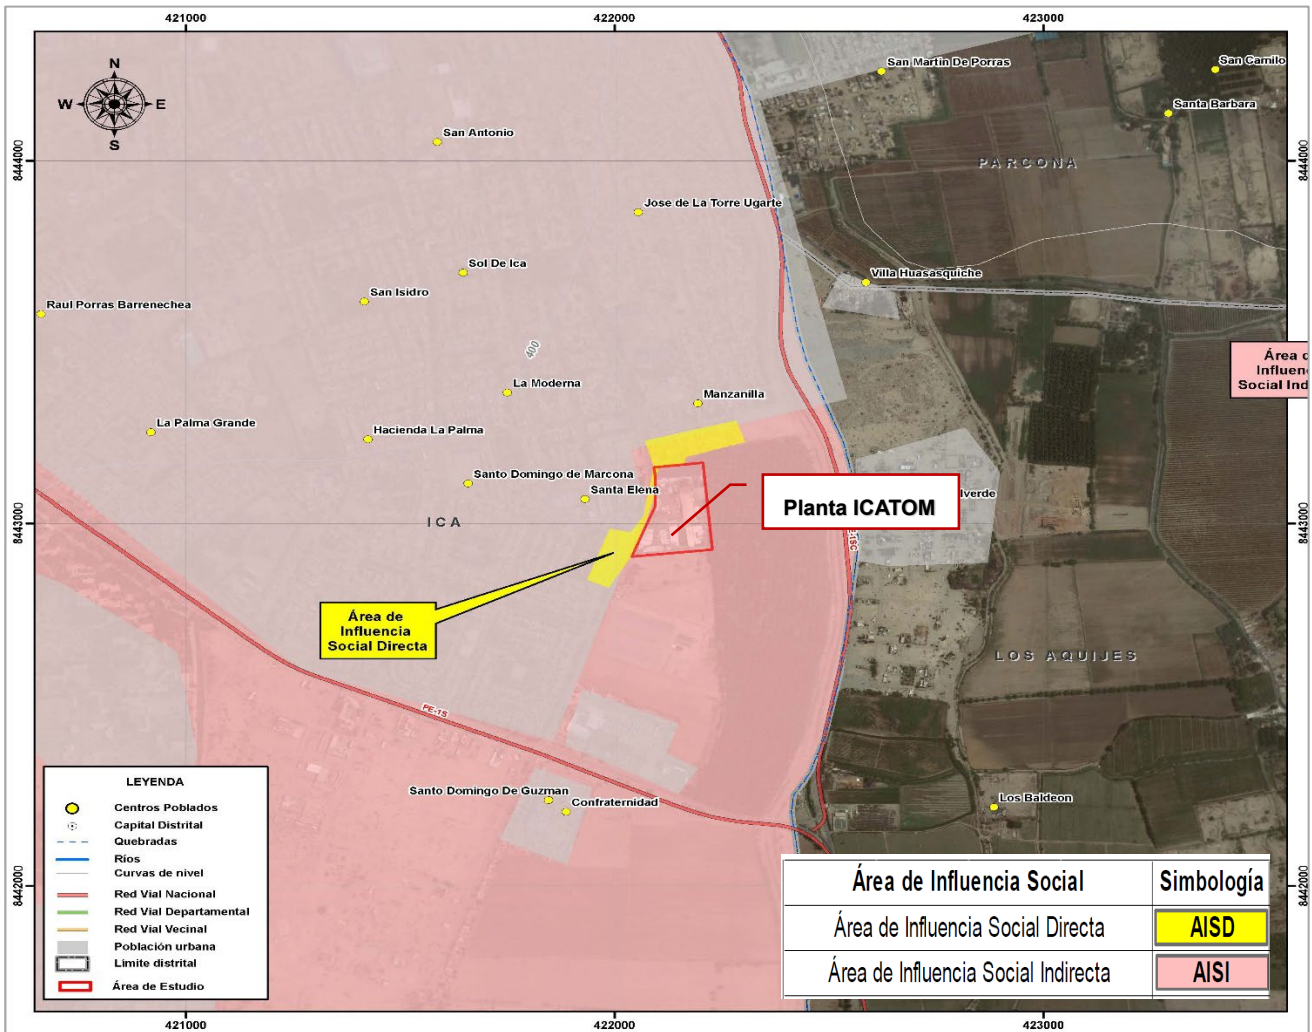 421000
422000
423000
N
W
E
S
8444000
8443000
8442000
8444000
8443000
8442000
San Martin De Porras
San Camilo
Santa Barbara
San Antonio
PARCONA
Jose de La Torre Ugarte
Sol De Ica
Villa Huasasquiche
San Isidro
Raul Porras Barrenechea
400
Área d
Influen
Social Ind
La Moderna
Manzanilla
La Palma Grande
Hacienda La Palma
Santo Domingo de Marcona
Santa Elena
lverde
Planta ICATOM
ICA
Área de
Influencia
Social Directa
LOS AQUIJES
PE-1S
Santo Domingo De Guzman
Confraternidad
Los Baldeon
LEYENDA
Centros Poblados
Capital Distrital
Quebradas
Ríos
Curvas de nivel
Red Vial Nacional
Red Vial Departamental
Red Vial Vecinal
Población urbana
Limite distrital
Área de Estudio
Área de Influencia Social
Simbología
Área de Influencia Social Directa
AISD
Área de Influencia Social Indirecta
AISI
421000
422000
423000